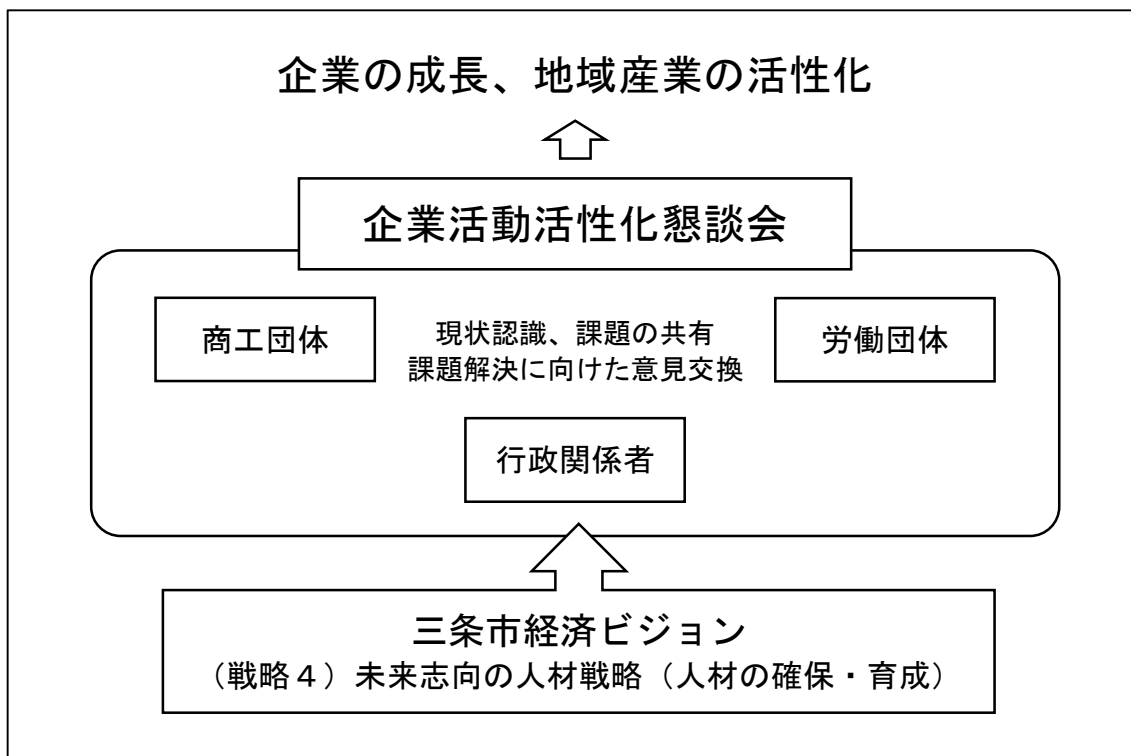 企業の成長、地域産業の活性化
企業活動活性化懇談会
商工団体
現状認識、課題の共有
課題解決に向けた意見交換
労働団体
行政関係者
三条市経済ビジョン
（戦略４）未来志向の人材戦略（人材の確保・育成）